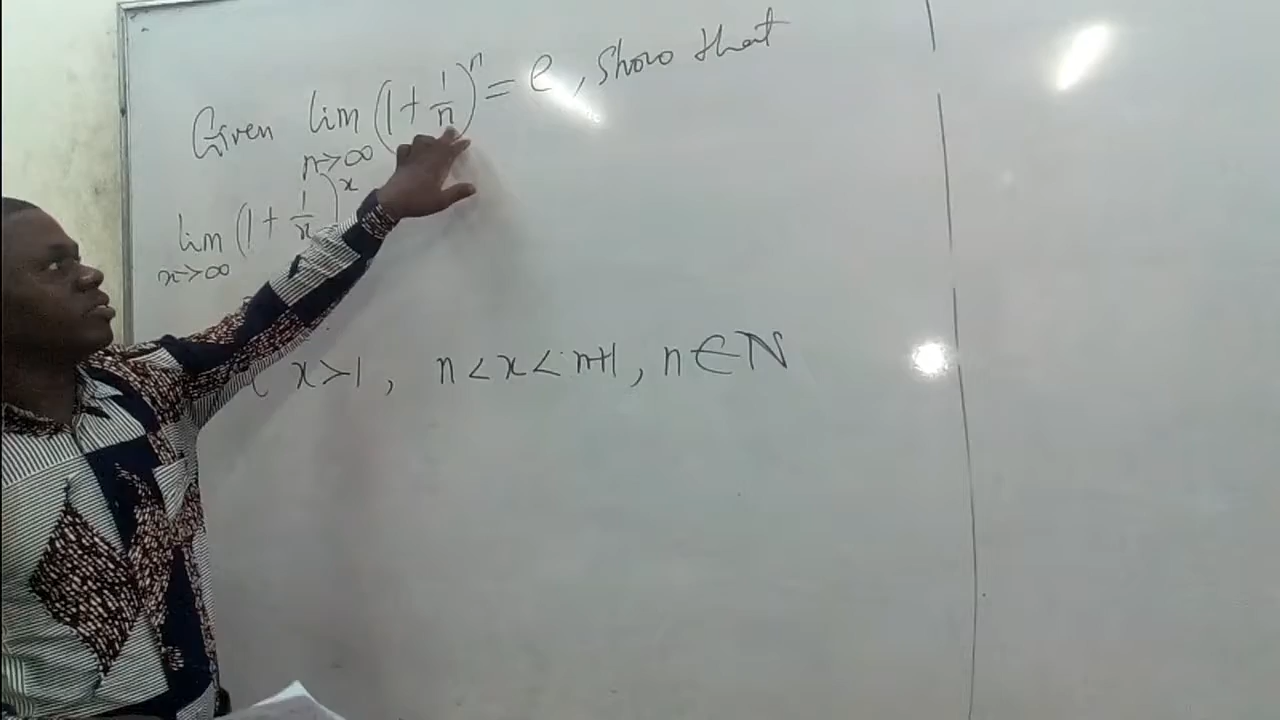 Given lim (1 + 1/n)^n = e, show that
n→∞
lim (1 + 1/x)^x
x→∞
x>1, n<x<n+1, n∈ℕ